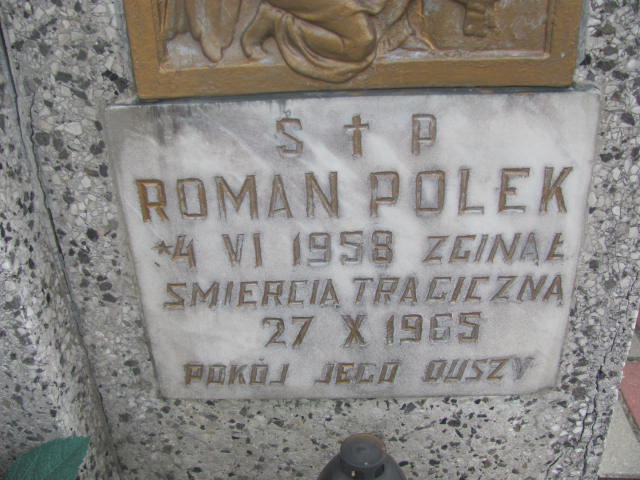 Ś † P
ROMAN POLEK
*4 VI 1958 ZGINĄŁ
ŚMIERCIĄ TRAGICZNĄ
27 X 1965
POKÓJ JEGO DUSZY